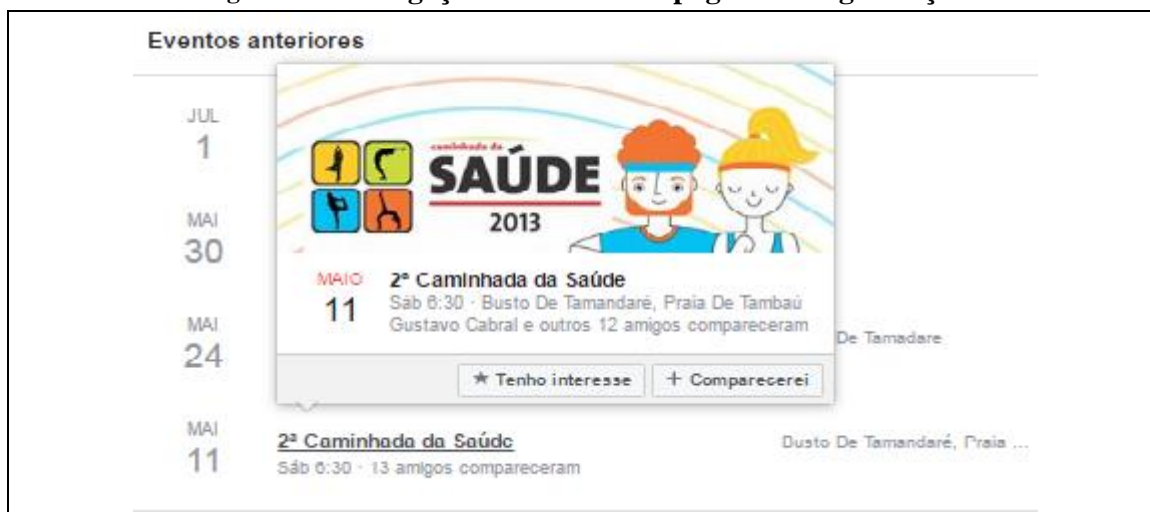 Eventos anteriores
JUL
1
caminhada da
SAÚDE
2013
MAI
30
MAIO
11
2ª Caminhada da Saúde
Sáb 6:30 · Busto De Tamandaré, Praia De Tambaú
Gustavo Cabral e outros 12 amigos compareceram
MAI
24
De Tamadare
★ Tenho interesse
+ Comparecerei
MAI
11
2ª Caminhada da Saúde
Sáb 6:30 · 13 amigos compareceram
Busto De Tamandaré, Praia ...